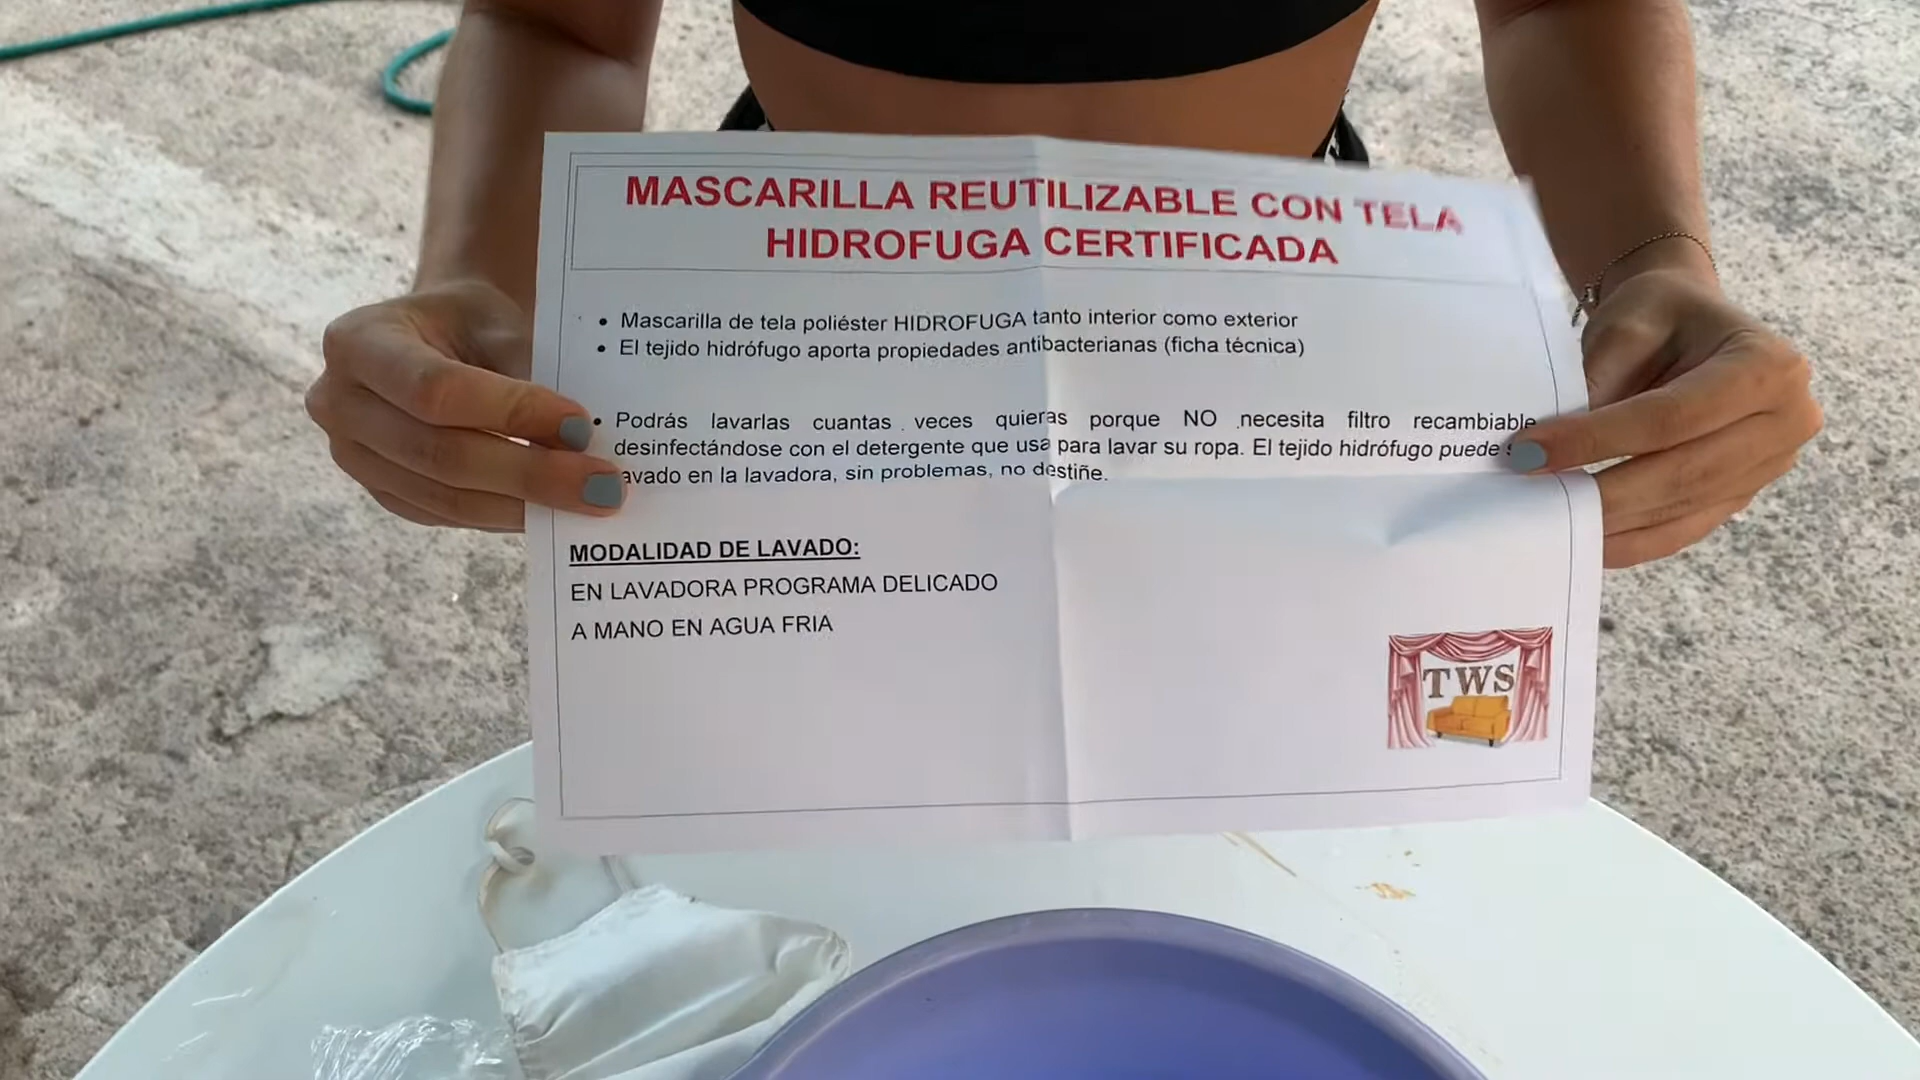 MASCARILLA REUTILIZABLE CON TELA
HIDROFUGA CERTIFICADA
• Mascarilla de tela poliéster HIDROFUGA tanto interior como exterior
• El tejido hidrófugo aporta propiedades antibacterianas (ficha técnica)
• Podrás lavarlas cuantas veces quieras porque NO necesita filtro recambiable
desinfectándose con el detergente que usa para lavar su ropa. El tejido hidrófugo puede
avado en la lavadora, sin problemas, no destiñe.
MODALIDAD DE LAVADO:
EN LAVADORA PROGRAMA DELICADO
A MANO EN AGUA FRIA
TWS